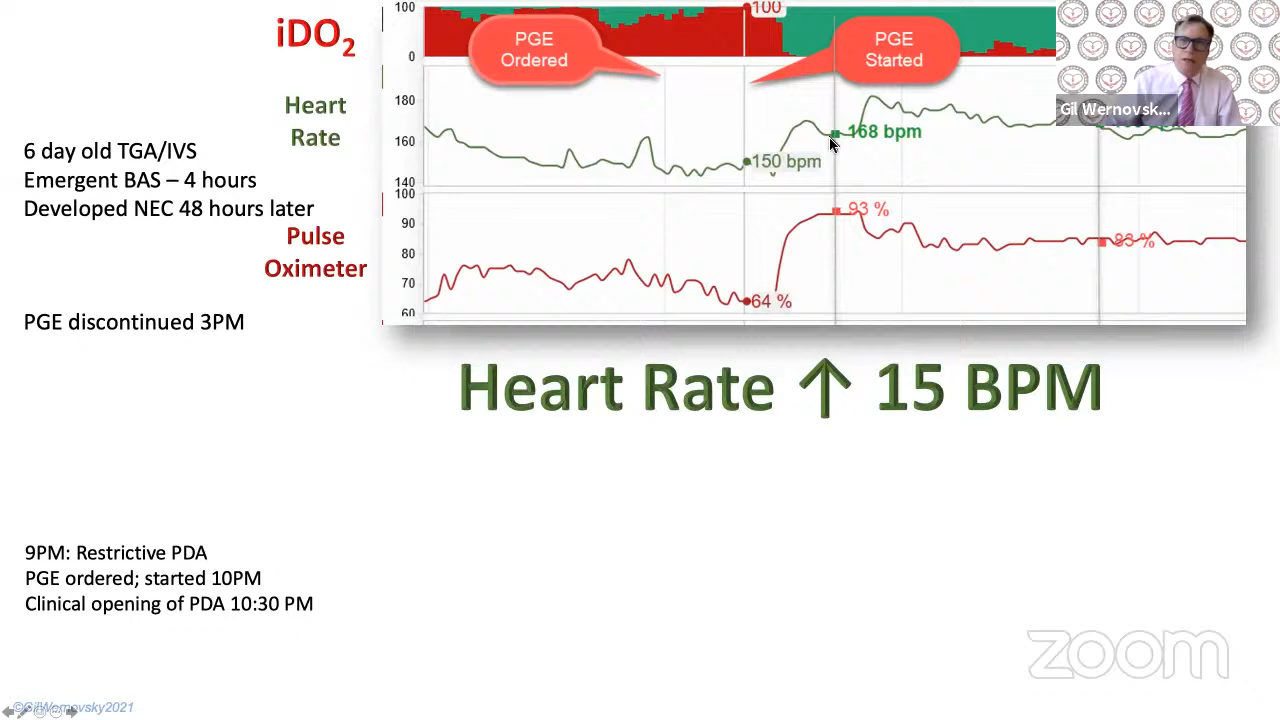 iDO2
100
0
PGE
Ordered
100
PGE
Started
Gil Wernovsk...
Heart
Rate
180
160
140
168 bpm
150 bpm
6 day old TGA/IVS
Emergent BAS – 4 hours
Developed NEC 48 hours later
Pulse
Oximeter
100
90
80
70
60
93 %
64 %
93 %
PGE discontinued 3PM
Heart Rate ↑ 15 BPM
9PM: Restrictive PDA
PGE ordered; started 10PM
Clinical opening of PDA 10:30 PM
zoom
©GilWernovsky2021